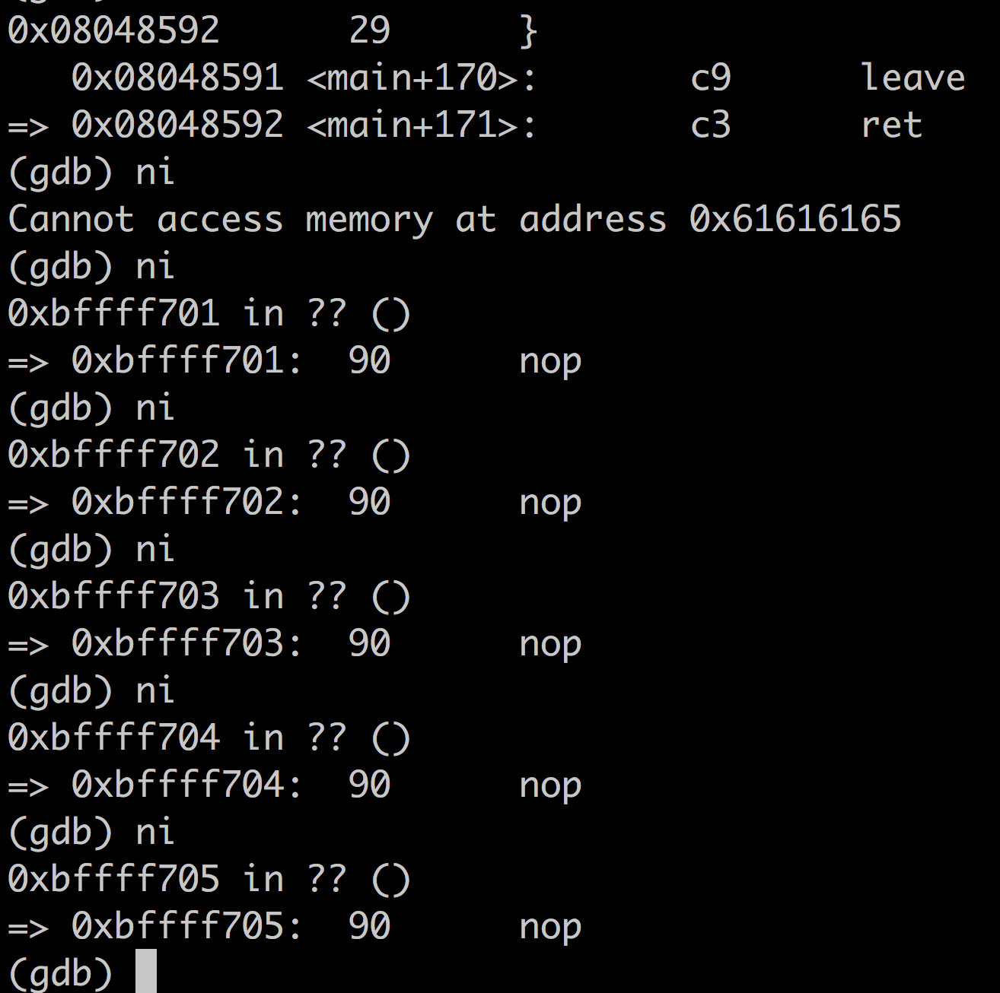 0x08048592 29 }
0x08048591 <main+170>: c9 leave
=> 0x08048592 <main+171>: c3 ret
(gdb) ni
Cannot access memory at address 0x61616165
(gdb) ni
0xbffff701 in ?? ()
=> 0xbffff701: 90 nop
(gdb) ni
0xbffff702 in ?? ()
=> 0xbffff702: 90 nop
(gdb) ni
0xbffff703 in ?? ()
=> 0xbffff703: 90 nop
(gdb) ni
0xbffff704 in ?? ()
=> 0xbffff704: 90 nop
(gdb) ni
0xbffff705 in ?? ()
=> 0xbffff705: 90 nop
(gdb)